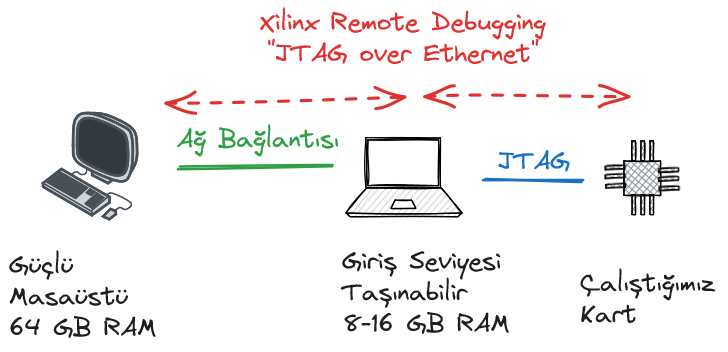 Xilinx Remote Debugging
"JTAG over Ethernet"
Ağ Bağlantısı
JTAG
Güçlü
Masaüstü
64 GB RAM
Giriş Seviyesi
Taşınabilir
8-16 GB RAM
Çalıştığımız
Kart